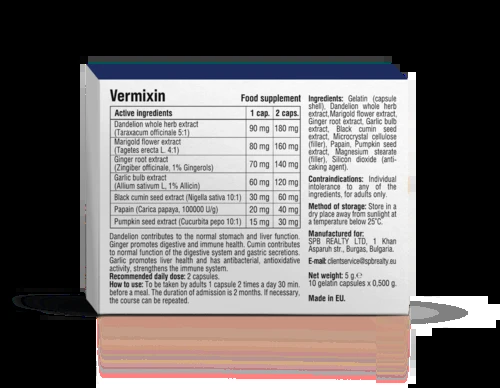 Vermixin
Food supplement
Active ingredients 1 cap. 2 caps.
Dandelion whole herb extract
(Taraxacum officinale 5:1) 90 mg 180 mg
Marigold flower extract
(Tagetes erecta L. 4:1) 80 mg 160 mg
Ginger root extract
(Zingiber officinale, 1% Gingerols) 70 mg 140 mg
Garlic bulb extract
(Allium sativum L, 1% Allicin) 60 mg 120 mg
Black cumin seed extract (Nigella sativa 10:1) 30 mg 60 mg
Papain (Carica papaya, 100000 U/g) 20 mg 40 mg
Pumpkin seed extract (Cucurbita pepo 10:1) 15 mg 30 mg
Dandelion contributes to the normal stomach and liver function.
Ginger promotes digestive and immune health. Cumin contributes
to normal function of the digestive system and gastric secretions.
Garlic promotes liver health and has antibacterial, antioxidative
activity, strengthens the immune system.
Recommended daily dose: 2 capsules.
How to use: To be taken by adults 1 capsule 2 times a day 30 min.
before a meal. The duration of admission is 2 months. If necessary,
the course can be repeated.
Ingredients: Gelatin (capsule
shell), Dandelion whole herb
extract,Marigold flower extract,
Ginger root extract, Garlic bulb
extract, Black cumin seed
extract, Microcrystal cellulose
(filler), Papain, Pumpkin seed
extract, Magnesium stearate
(filler), Silicon dioxide (anti-
caking agent).
Contraindications: Individual
intolerance to any of the
ingredients, for adults only.
Method of storage: Store in a
dry place away from sunlight at
a temperature below 25°C.
Manufactured for:
SPB REALTY LTD, 1 Khan
Asparuh str., Burgas, Bulgaria.
E-mail: clientservice@spbrealty.eu
Net weight: 5 g.℮
10 gelatin capsules x 0,500 g.
Made in EU.